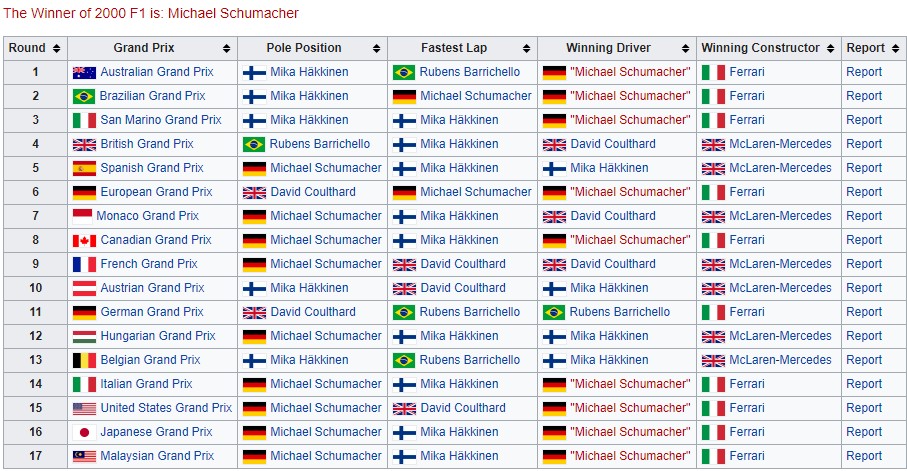 The Winner of 2000 F1 is: Michael Schumacher
Round Grand Prix Pole Position Fastest Lap Winning Driver Winning Constructor Report
1 Australian Grand Prix Mika Häkkinen Rubens Barrichello "Michael Schumacher" Ferrari Report
2 Brazilian Grand Prix Mika Häkkinen Michael Schumacher "Michael Schumacher" Ferrari Report
3 San Marino Grand Prix Mika Häkkinen Mika Häkkinen "Michael Schumacher" Ferrari Report
4 British Grand Prix Rubens Barrichello Mika Häkkinen David Coulthard McLaren-Mercedes Report
5 Spanish Grand Prix Michael Schumacher Mika Häkkinen Mika Häkkinen McLaren-Mercedes Report
6 European Grand Prix David Coulthard Michael Schumacher "Michael Schumacher" Ferrari Report
7 Monaco Grand Prix Michael Schumacher Mika Häkkinen David Coulthard McLaren-Mercedes Report
8 Canadian Grand Prix Michael Schumacher Mika Häkkinen "Michael Schumacher" Ferrari Report
9 French Grand Prix Michael Schumacher David Coulthard David Coulthard McLaren-Mercedes Report
10 Austrian Grand Prix Mika Häkkinen David Coulthard Mika Häkkinen McLaren-Mercedes Report
11 German Grand Prix David Coulthard Rubens Barrichello Rubens Barrichello Ferrari Report
12 Hungarian Grand Prix Michael Schumacher Mika Häkkinen Mika Häkkinen McLaren-Mercedes Report
13 Belgian Grand Prix Mika Häkkinen Rubens Barrichello Mika Häkkinen McLaren-Mercedes Report
14 Italian Grand Prix Michael Schumacher Mika Häkkinen "Michael Schumacher" Ferrari Report
15 United States Grand Prix Michael Schumacher David Coulthard "Michael Schumacher" Ferrari Report
16 Japanese Grand Prix Michael Schumacher Mika Häkkinen "Michael Schumacher" Ferrari Report
17 Malaysian Grand Prix Michael Schumacher Mika Häkkinen "Michael Schumacher" Ferrari Report